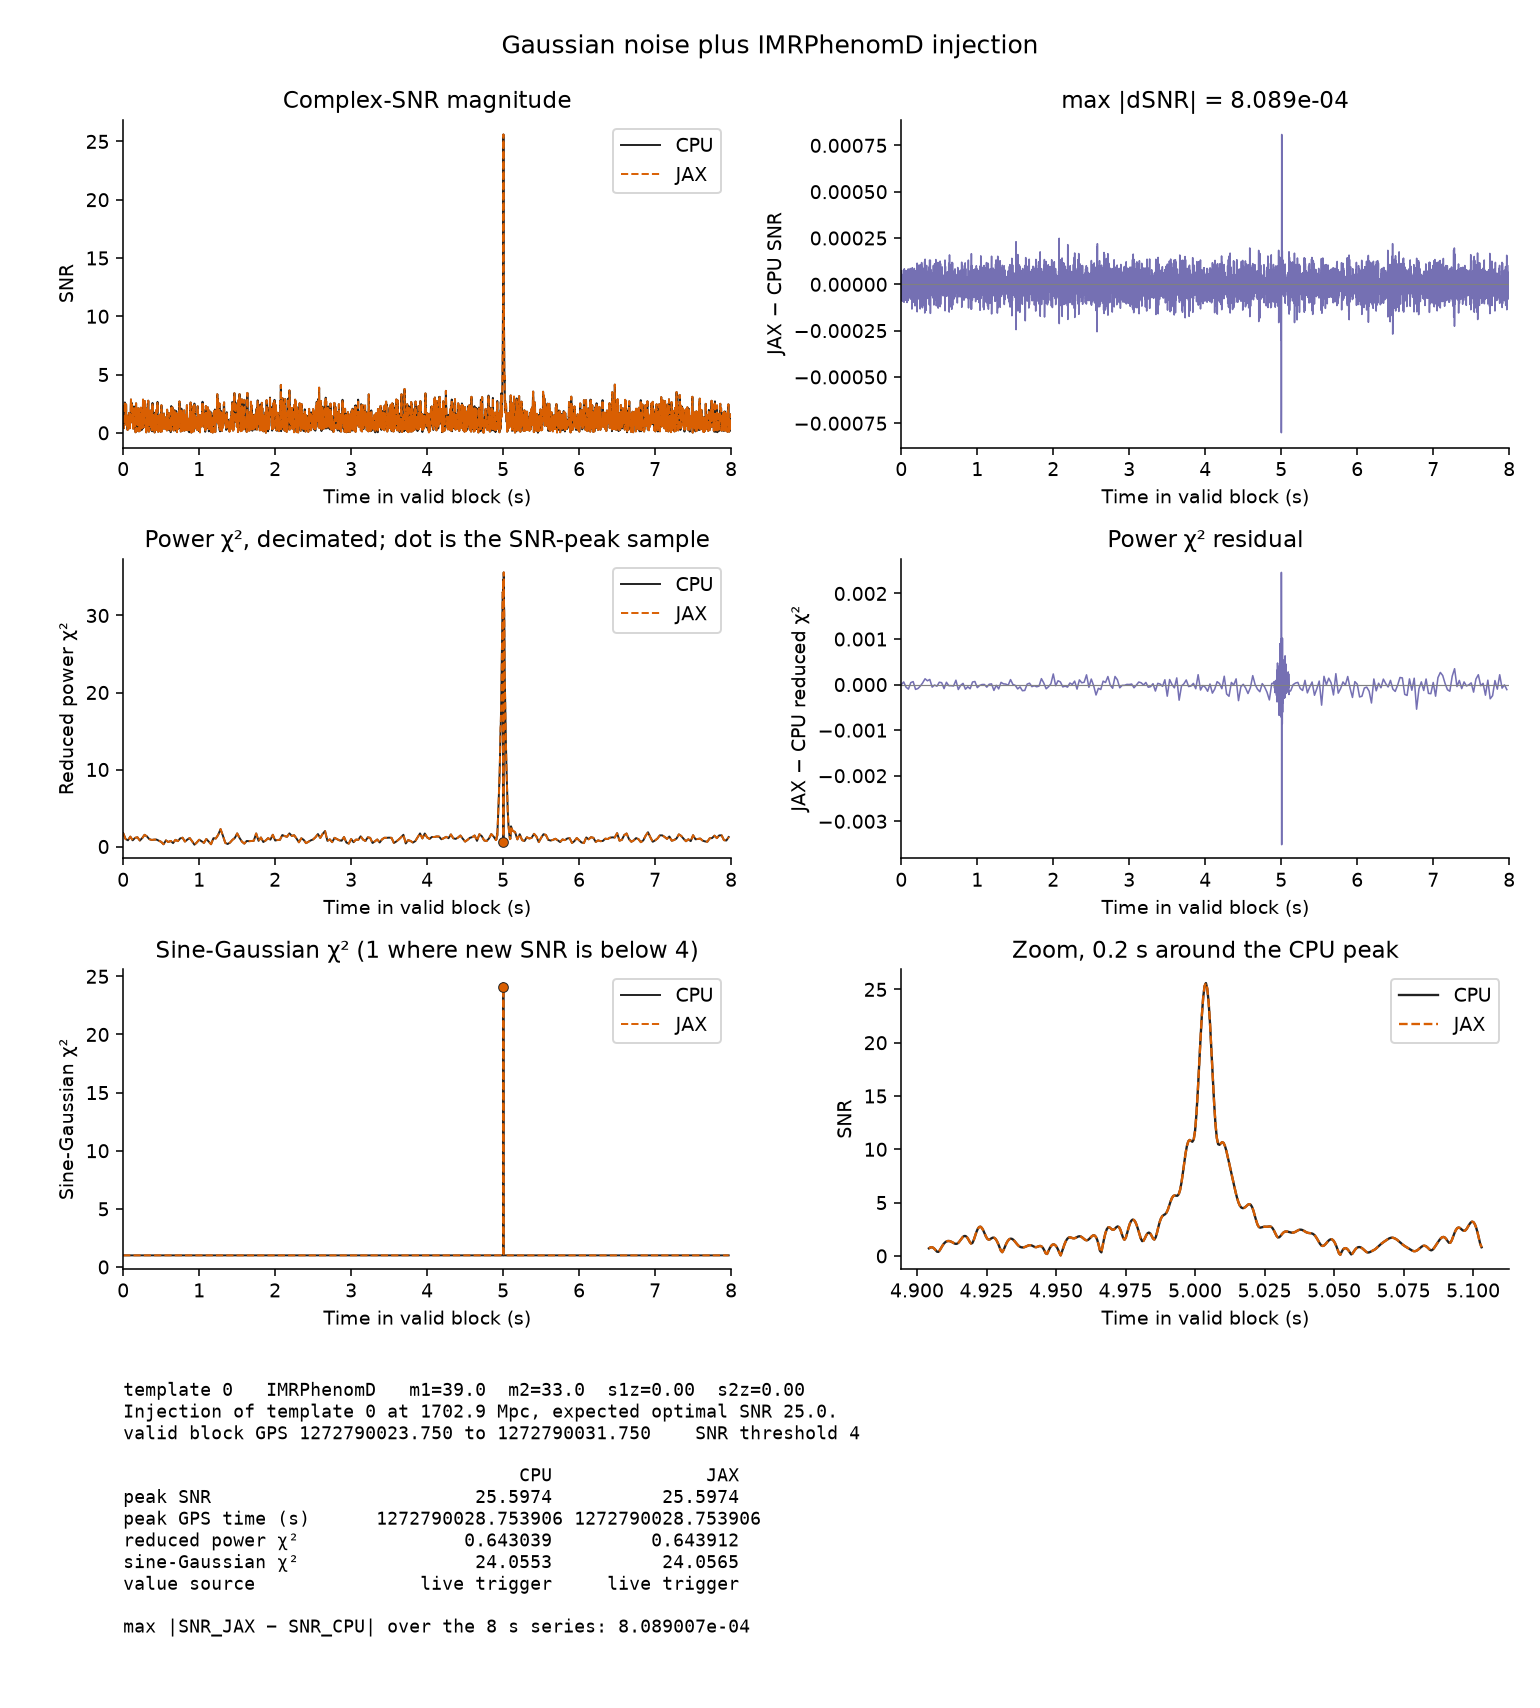 Gaussian noise plus IMRPhenomD injection
Complex-SNR magnitude
SNR
25
20
15
10
5
0
CPU
JAX
0 1 2 3 4 5 6 7 8
Time in valid block (s)
max |dSNR| = 8.089e-04
JAX − CPU SNR
0.00075
0.00050
0.00025
0.00000
−0.00025
−0.00050
−0.00075
0 1 2 3 4 5 6 7 8
Time in valid block (s)
Power χ², decimated; dot is the SNR-peak sample
Reduced power χ²
30
20
10
0
CPU
JAX
0 1 2 3 4 5 6 7 8
Time in valid block (s)
Power χ² residual
JAX − CPU reduced χ²
0.002
0.001
0.000
−0.001
−0.002
−0.003
0 1 2 3 4 5 6 7 8
Time in valid block (s)
Sine-Gaussian χ² (1 where new SNR is below 4)
Sine-Gaussian χ²
25
20
15
10
5
0
CPU
JAX
0 1 2 3 4 5 6 7 8
Time in valid block (s)
Zoom, 0.2 s around the CPU peak
SNR
25
20
15
10
5
0
CPU
JAX
4.900 4.925 4.950 4.975 5.000 5.025 5.050 5.075 5.100
Time in valid block (s)
template 0 IMRPhenomD m1=39.0 m2=33.0 s1z=0.00 s2z=0.00
Injection of template 0 at 1702.9 Mpc, expected optimal SNR 25.0.
valid block GPS 1272790023.750 to 1272790031.750 SNR threshold 4
CPU JAX
peak SNR 25.5974 25.5974
peak GPS time (s) 1272790028.753906 1272790028.753906
reduced power χ² 0.643039 0.643912
sine-Gaussian χ² 24.0553 24.0565
value source live trigger live trigger
max |SNR_JAX − SNR_CPU| over the 8 s series: 8.089007e-04